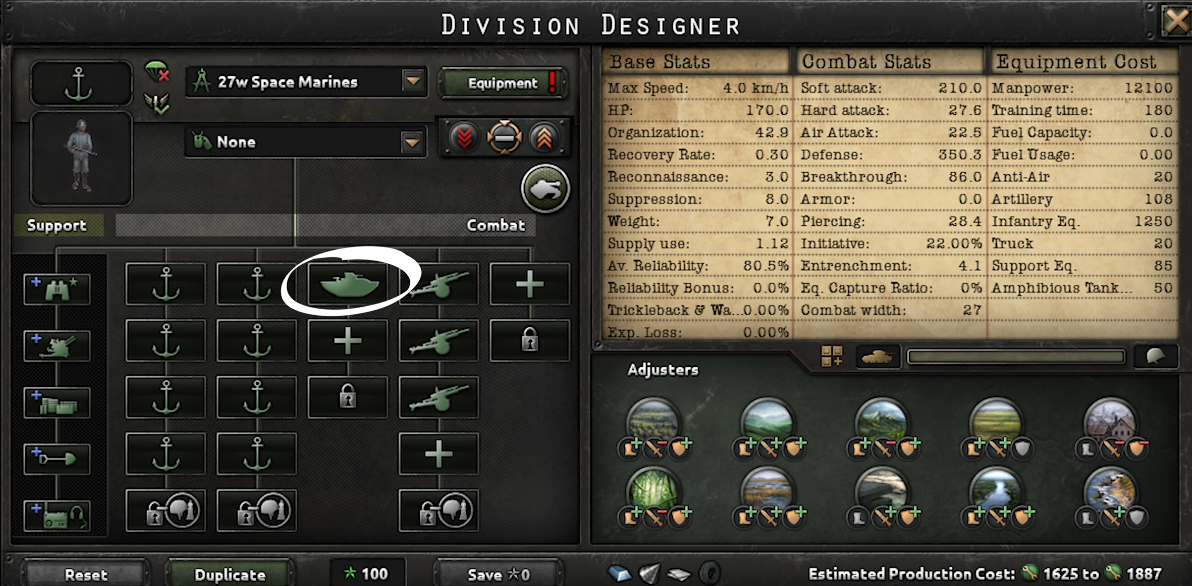 DIVISION DESIGNER
27w Space Marines
Equipment !
None
Support
Combat
Base Stats
Max Speed: 4.0 km/h
HP: 170.0
Organization: 42.9
Recovery Rate: 0.30
Reconnaissance: 3.0
Suppression: 8.0
Weight: 7.0
Supply use: 1.12
Av. Reliability: 80.5%
Reliability Bonus: 0.0%
Trickleback & Wa...0.00%
Exp. Loss: 0.00%
Combat Stats
Soft attack: 210.0
Hard attack: 27.6
Air Attack: 22.5
Defense: 350.3
Breakthrough: 86.0
Armor: 0.0
Piercing: 28.4
Initiative: 22.00%
Entrenchment: 4.1
Eq. Capture Ratio: 0%
Combat width: 27
Equipment Cost
Manpower: 12100
Training time: 180
Fuel Capacity: 0.0
Fuel Usage: 0.00
Anti-Air 20
Artillery 108
Infantry Eq. 1250
Truck 20
Support Eq. 85
Amphibious Tank... 50
Adjusters
Reset
Duplicate
100
Save 0
Estimated Production Cost: 1625 to 1887